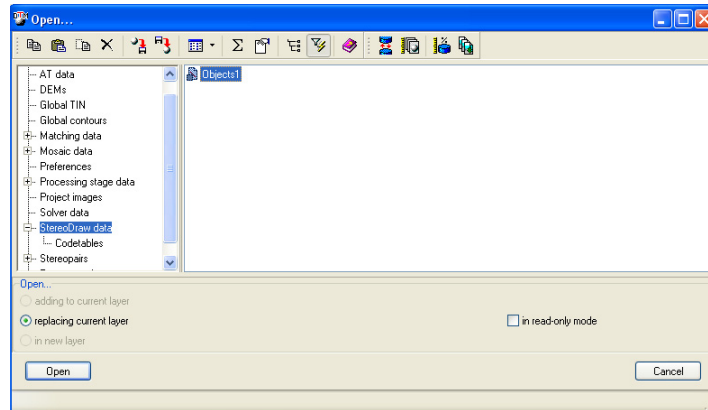 Open...
AT data
DEMs
Global TIN
Global contours
Matching data
Mosaic data
Preferences
Processing stage data
Project images
Solver data
StereoDraw data
Codetables
Stereopairs
Objects1
Open...
adding to current layer
replacing current layer
in read-only mode
in new layer
Open
Cancel